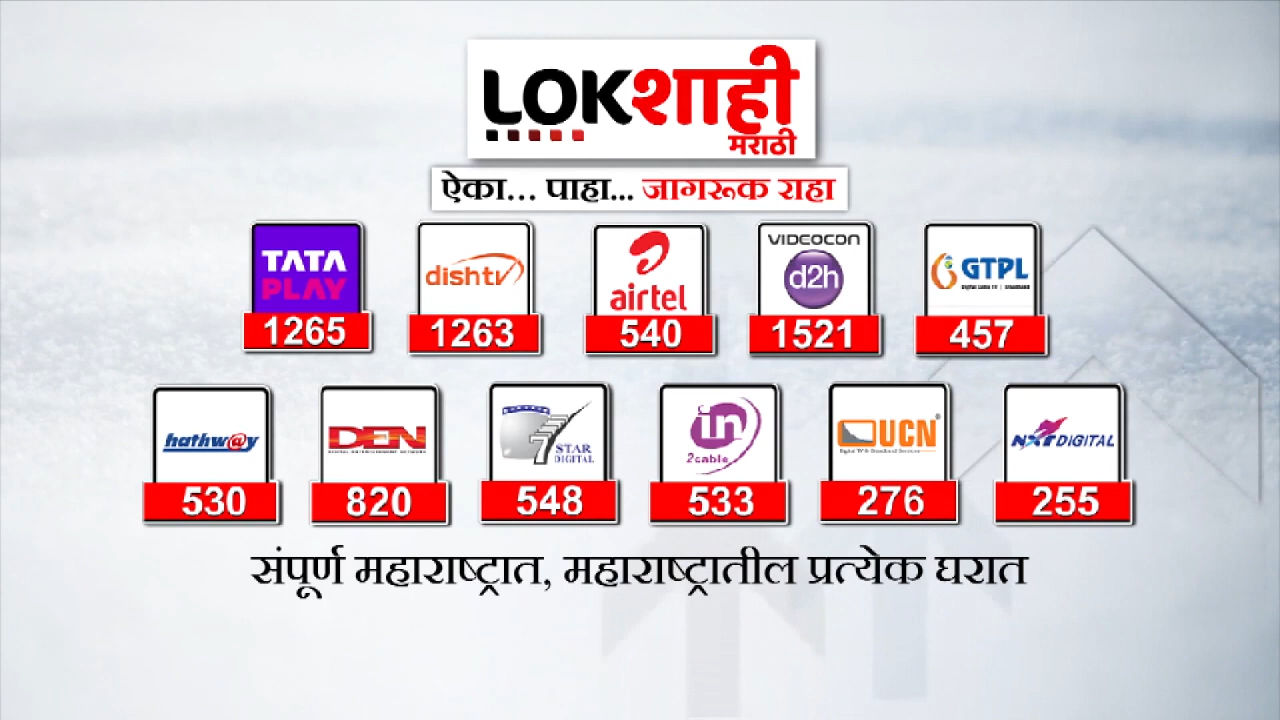 LOKशाही
मराठी
ऐका... पाहा... जागरूक राहा
TATA PLAY
1265
dishtv
1263
airtel
540
VIDEOCON d2h
1521
GTPL
457
hathw@y
530
DEN
820
7 STAR DIGITAL
548
in 2cable
533
UCN
276
NXT DIGITAL
255
संपूर्ण महाराष्ट्रात, महाराष्ट्रातील प्रत्येक घरात